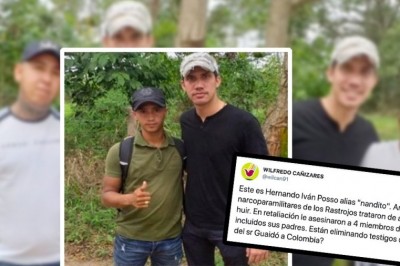 WILFREDO CAÑIZARES
@wilcan91
Este es Hernando Iván Posso alias "nandito".
narcoparamilitares de los Rastrojos trataron de
huir. En retaliación le asesinaron a 4 miembros d
incluidos sus padres. Están eliminando testigos
del sr Guaidó a Colombia?